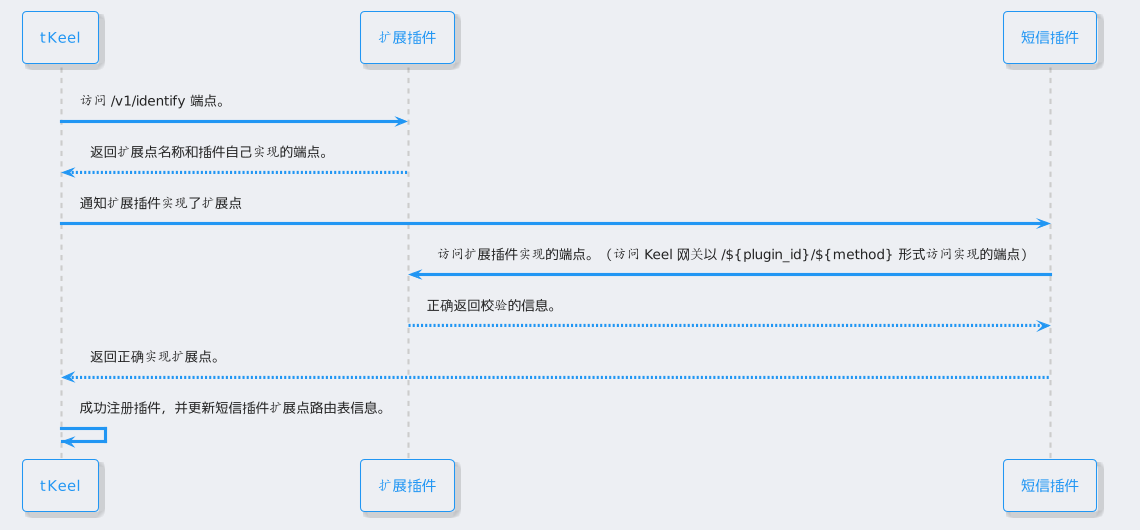 tKeel
扩展插件
短信插件
访问 /v1/identify 端点。
返回扩展点名称和插件自己实现的端点。
通知扩展插件实现了扩展点
访问扩展插件实现的端点。（访问 Keel 网关以 /${plugin_id}/${method} 形式访问实现的端点）
正确返回校验的信息。
返回正确实现扩展点。
成功注册插件，并更新短信插件扩展点路由表信息。
tKeel
扩展插件
短信插件